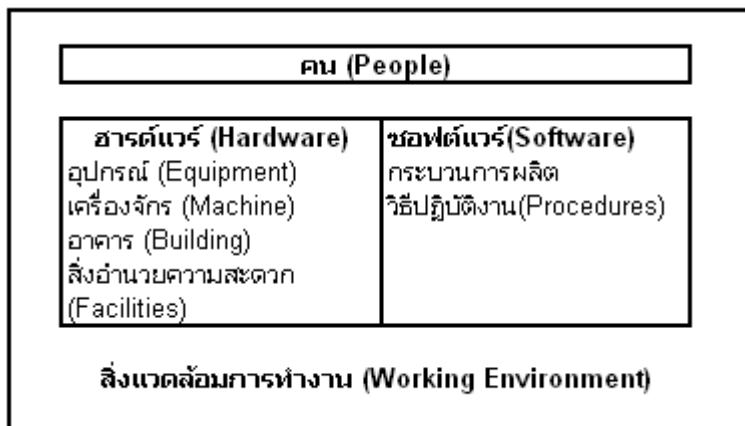 คน (People)
ฮารด์แวร์ (Hardware)
อุปกรณ์ (Equipment)
เครื่องจักร (Machine)
อาคาร (Building)
สิ่งอำนวยความสะดวก
(Facilities)
ซอฟต์แวร์(Software)
กระบวนการผลิต
วิธีปฏิบัติงาน(Procedures)
สิ่งแวดล้อมการทำงาน (Working Environment)